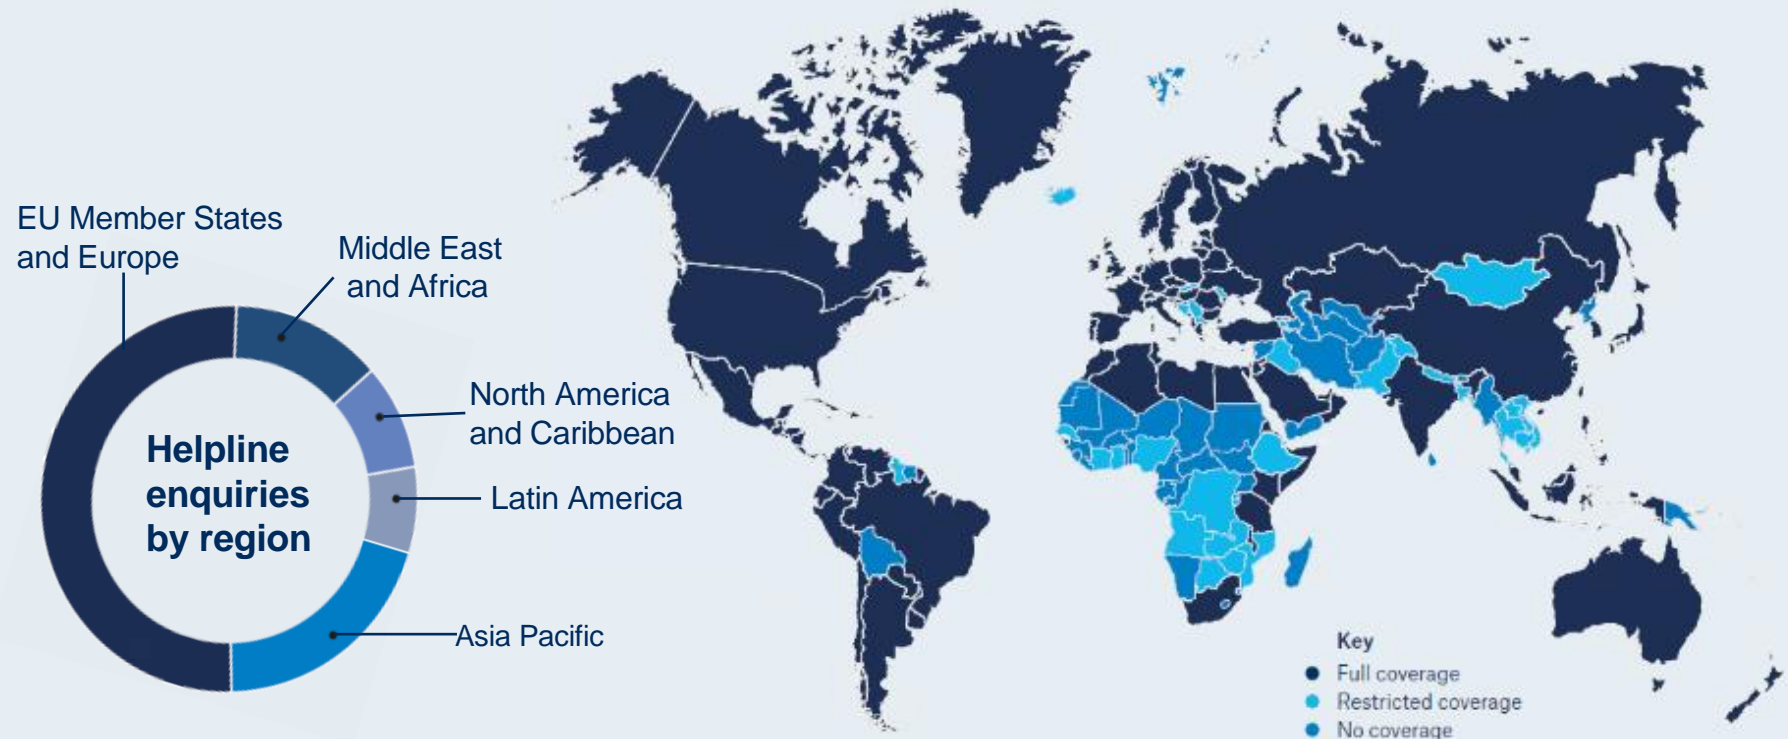 EU Member States
and Europe
Middle East
and Africa
North America
and Caribbean
Latin America
Asia Pacific
Helpline
enquiries
by region
Key
Full coverage
Restricted coverage
No coverage